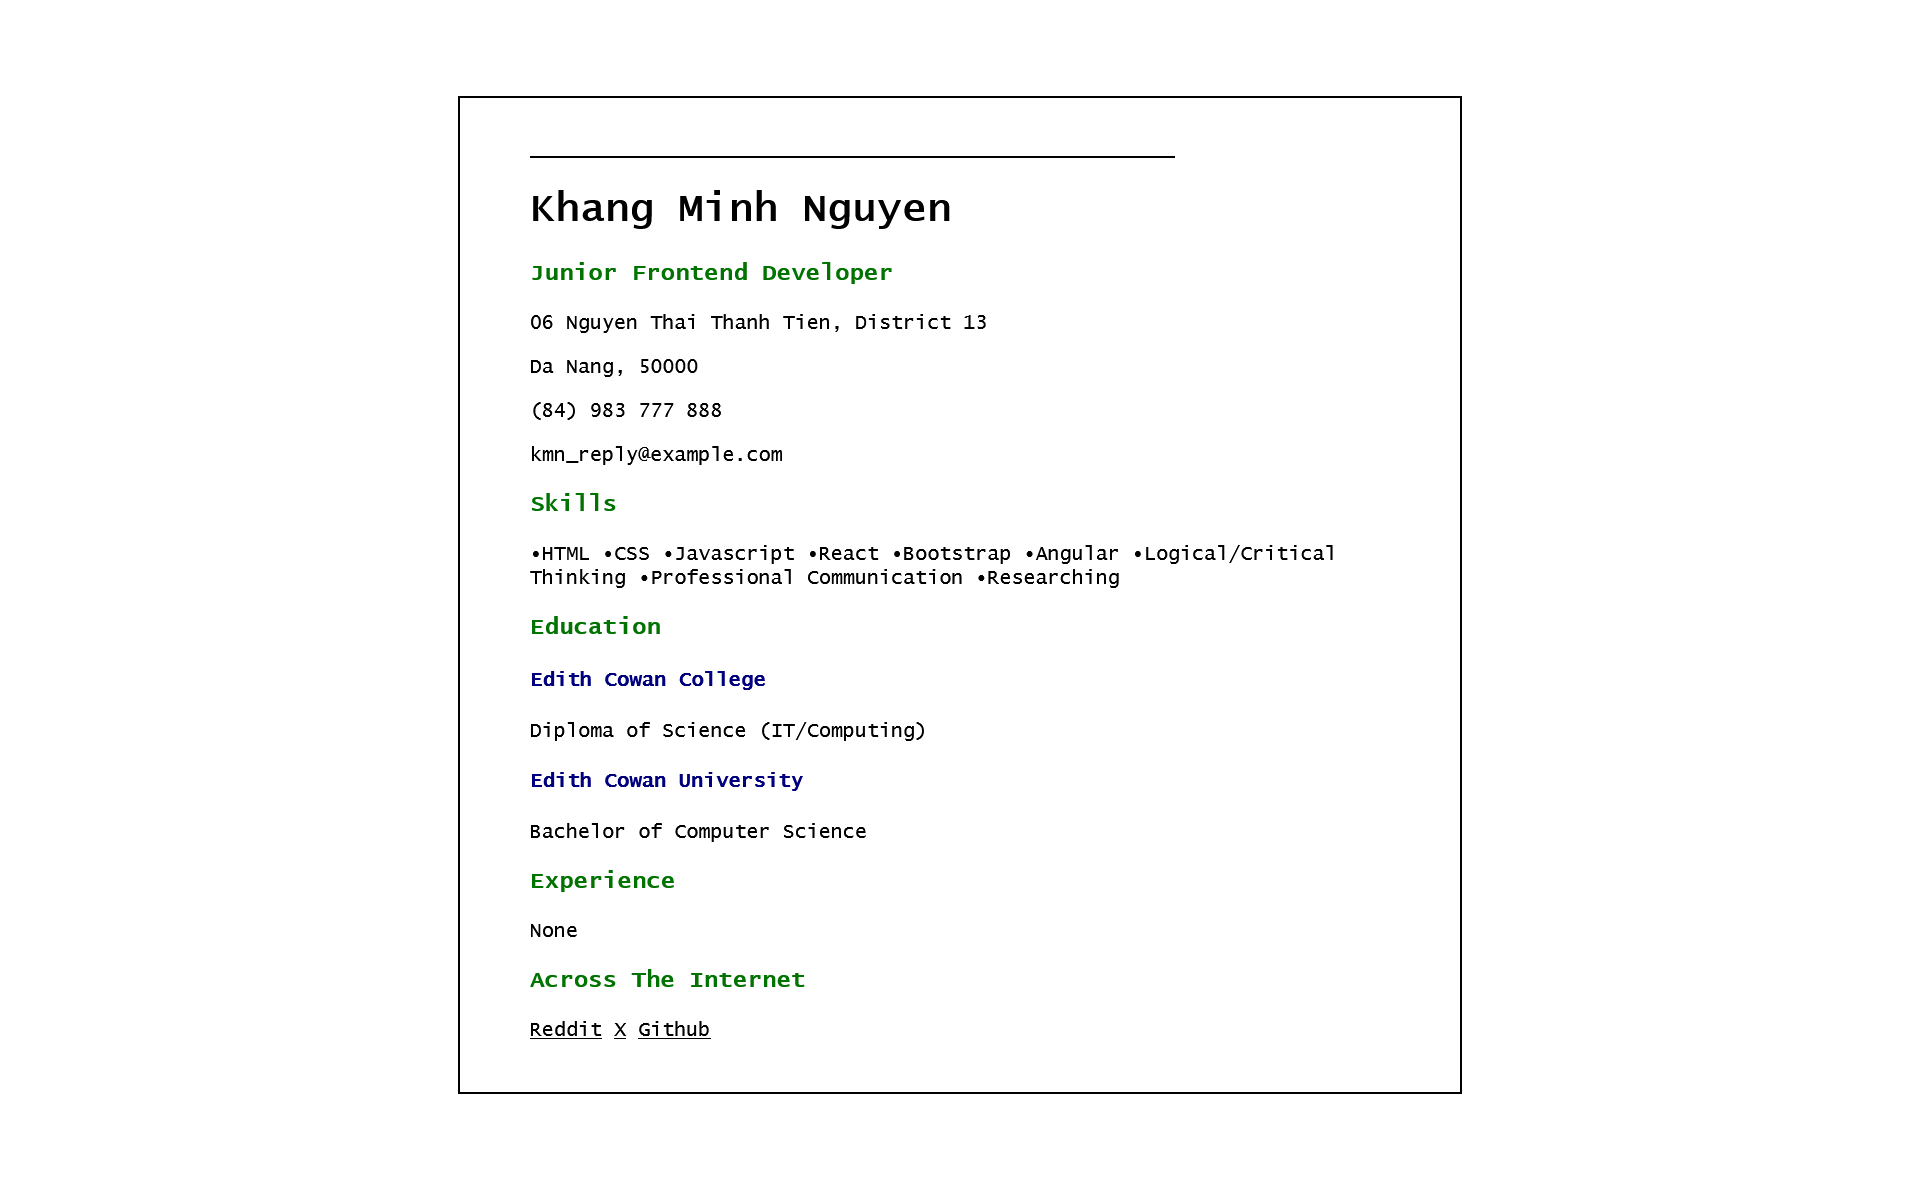 Khang Minh Nguyen
Junior Frontend Developer
06 Nguyen Thai Thanh Tien, District 13
Da Nang, 50000
(84) 983 777 888
kmn_reply@example.com
Skills
•HTML •CSS •Javascript •React •Bootstrap •Angular •Logical/Critical
Thinking •Professional Communication •Researching
Education
Edith Cowan College
Diploma of Science (IT/Computing)
Edith Cowan University
Bachelor of Computer Science
Experience
None
Across The Internet
Reddit X Github